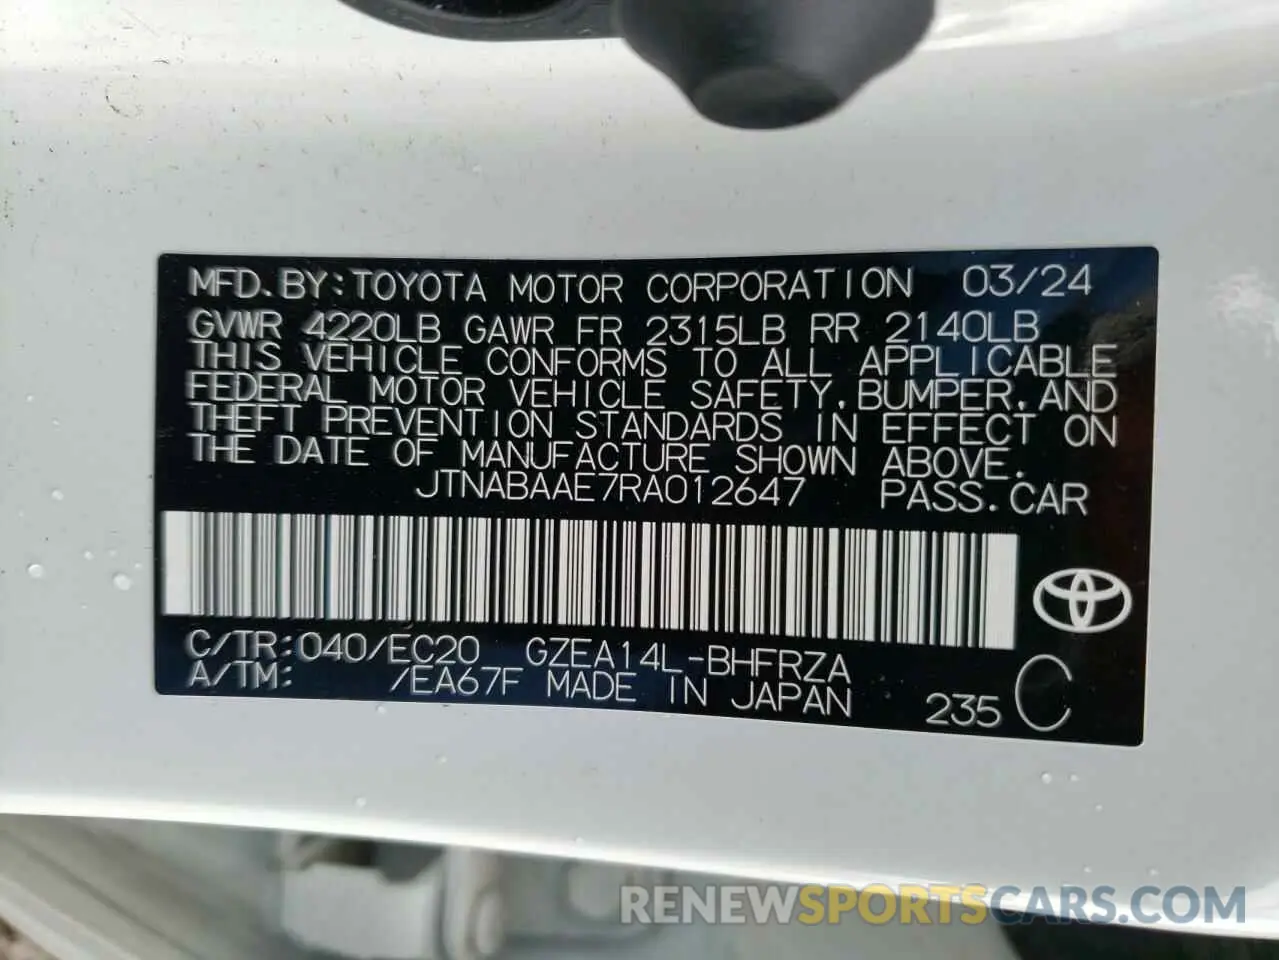 MFD. BY: TOYOTA MOTOR CORPORATION 03/24
GVWR 4220LB GAWR FR 2315LB RR 2140LB
THIS VEHICLE CONFORMS TO ALL APPLICABLE
FEDERAL MOTOR VEHICLE SAFETY, BUMPER, AND
THEFT PREVENTION STANDARDS IN EFFECT ON
THE DATE OF MANUFACTURE SHOWN ABOVE.
JTNABAAE7RA012647 PASS. CAR
C/TR: 040/EC20 GZEA14L-BHFRZA
A/TM: /EA67F MADE IN JAPAN 235 C
RENEWSPORTSCARS.COM